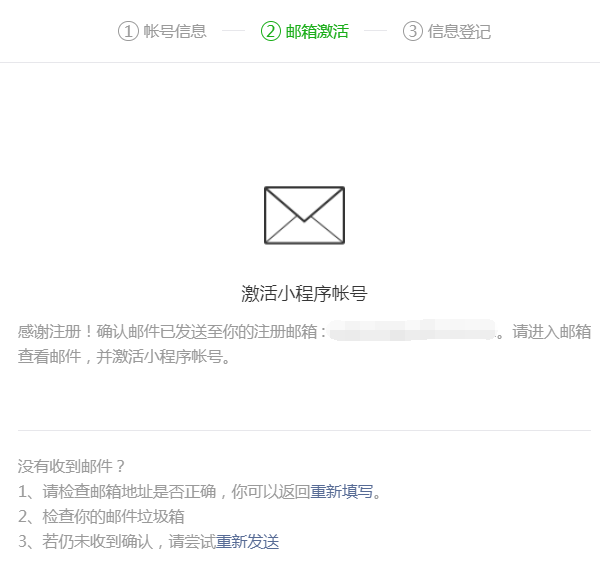 ① 帐号信息 ② 邮箱激活 ③ 信息登记
激活小程序帐号
感谢注册！确认邮件已发送至你的注册邮箱：。请进入邮箱
查看邮件，并激活小程序帐号。
没有收到邮件？
1、请检查邮箱地址是否正确，你可以返回重新填写。
2、检查你的邮件垃圾箱
3、若仍未收到确认，请尝试重新发送